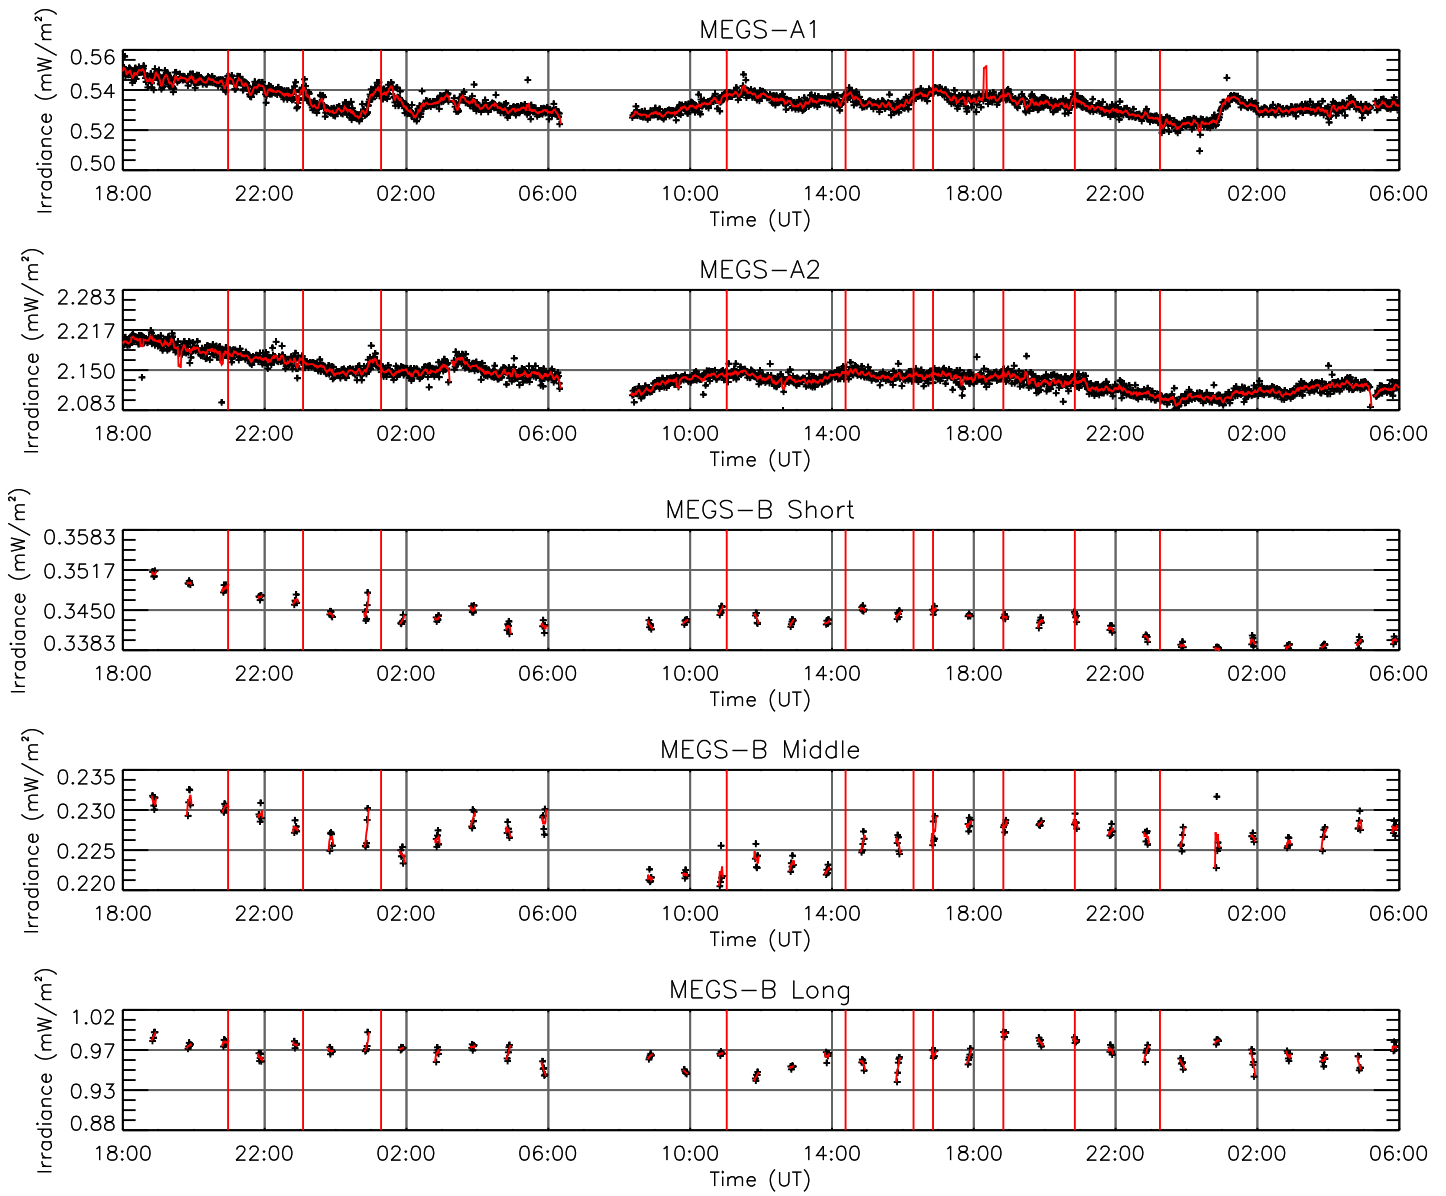 MEGS-A1
Irradiance (mW/m²)
0.56
0.54
0.52
0.50
18:00 22:00 02:00 06:00 10:00 14:00 18:00 22:00 02:00 06:00
Time (UT)
MEGS-A2
Irradiance (mW/m²)
2.283
2.217
2.150
2.083
18:00 22:00 02:00 06:00 10:00 14:00 18:00 22:00 02:00 06:00
Time (UT)
MEGS-B Short
Irradiance (mW/m²)
0.3583
0.3517
0.3450
0.3383
18:00 22:00 02:00 06:00 10:00 14:00 18:00 22:00 02:00 06:00
Time (UT)
MEGS-B Middle
Irradiance (mW/m²)
0.235
0.230
0.225
0.220
18:00 22:00 02:00 06:00 10:00 14:00 18:00 22:00 02:00 06:00
Time (UT)
MEGS-B Long
Irradiance (mW/m²)
1.02
0.97
0.93
0.88
18:00 22:00 02:00 06:00 10:00 14:00 18:00 22:00 02:00 06:00
Time (UT)